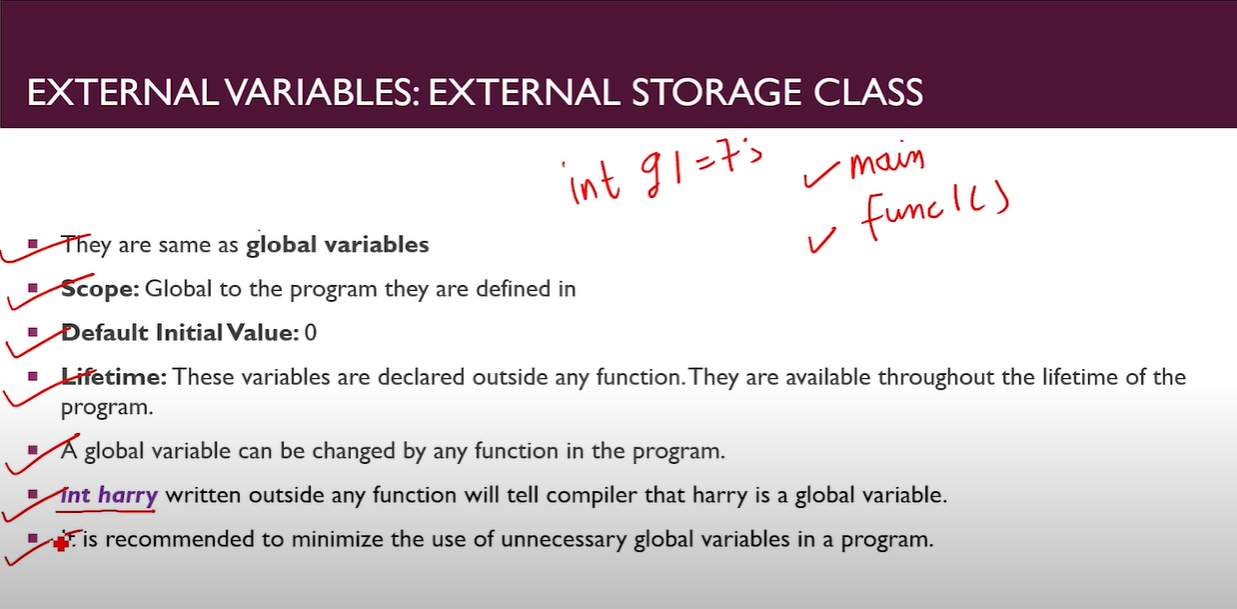 EXTERNAL VARIABLES: EXTERNAL STORAGE CLASS
int g1=7;
main
func1()
▪ They are same as global variables
▪ Scope: Global to the program they are defined in
▪ Default Initial Value: 0
▪ Lifetime: These variables are declared outside any function. They are available throughout the lifetime of the
program.
▪ A global variable can be changed by any function in the program.
▪ int harry written outside any function will tell compiler that harry is a global variable.
▪ It is recommended to minimize the use of unnecessary global variables in a program.